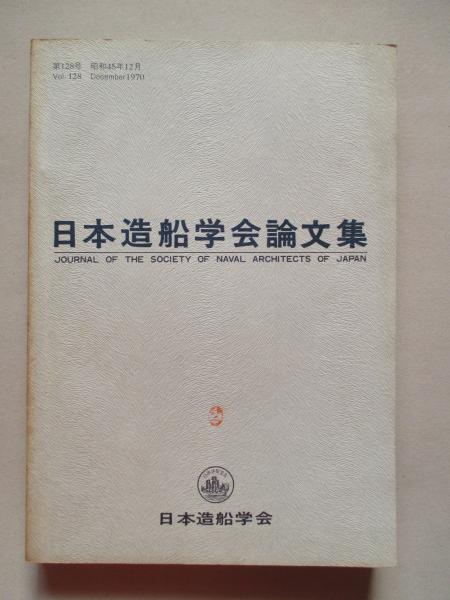 第128号 昭和45年12月
Vol. 128 December 1970
日本造船学会論文集
JOURNAL OF THE SOCIETY OF NAVAL ARCHITECTS OF JAPAN
日本造船学会